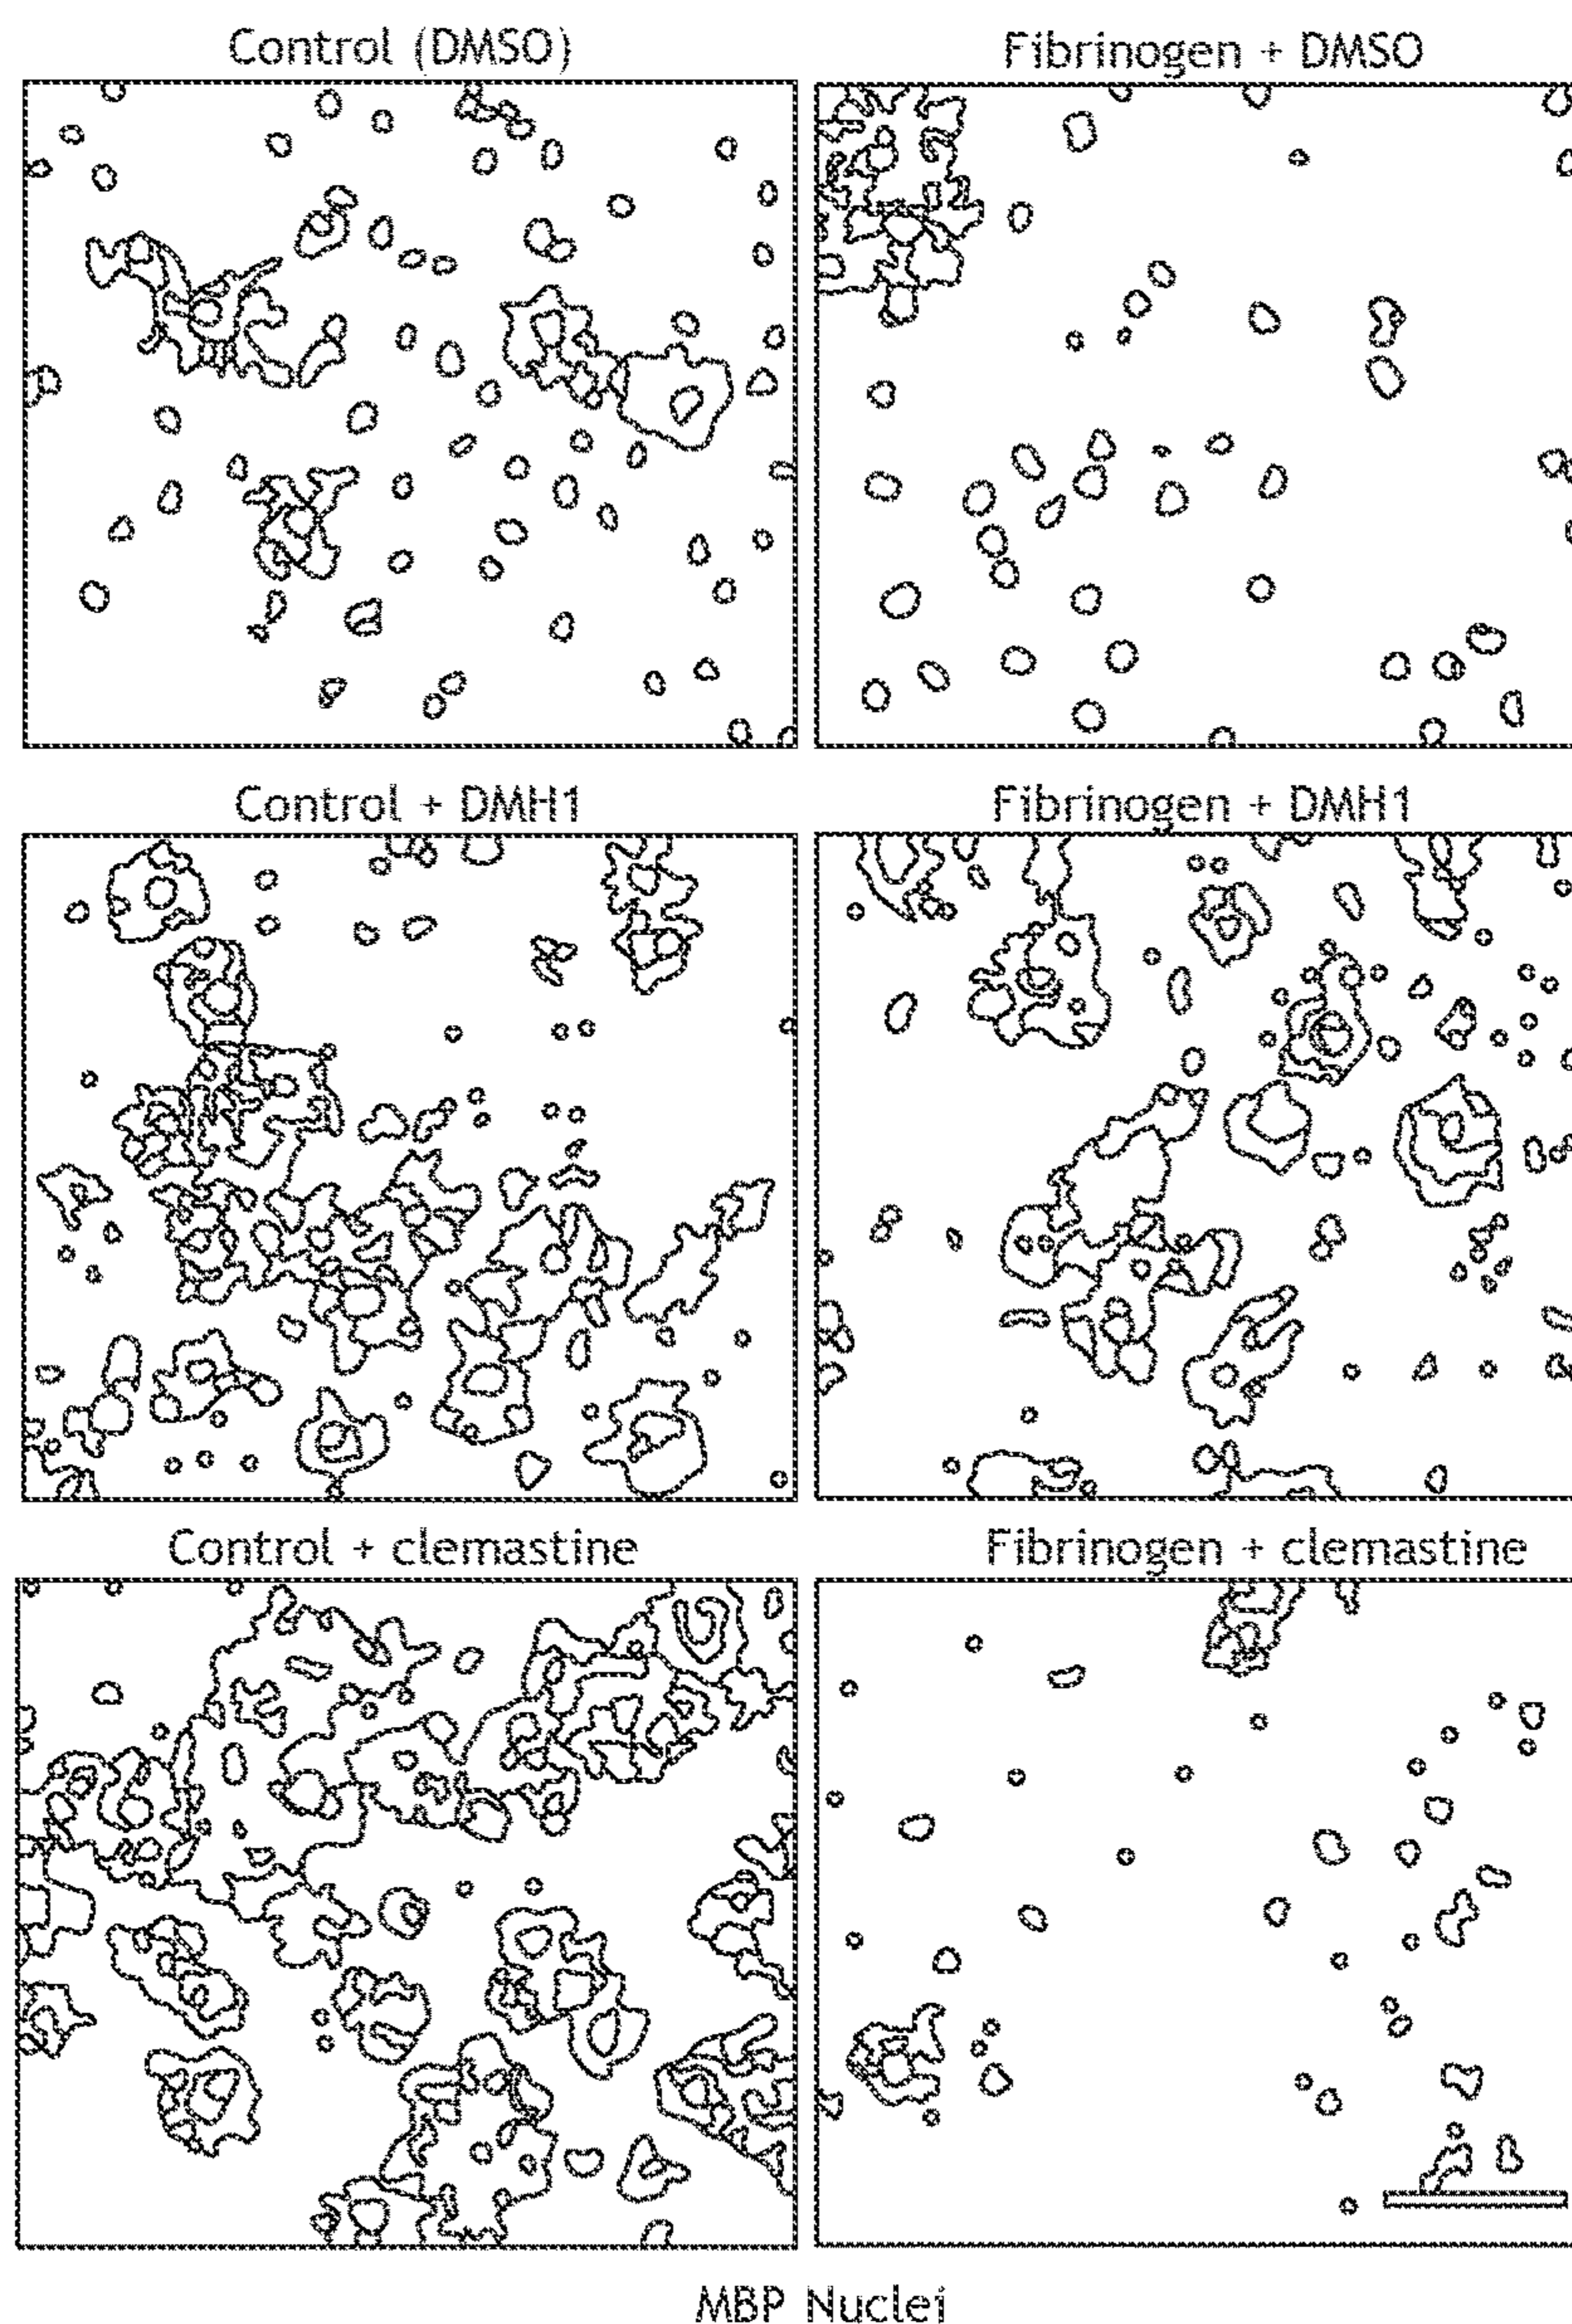 Control (DMSO)
Fibrinogen + DMSO
Control + DMH1
Fibrinogen + DMH1
Control + clemastine
Fibrinogen + clemastine
MBP Nuclei